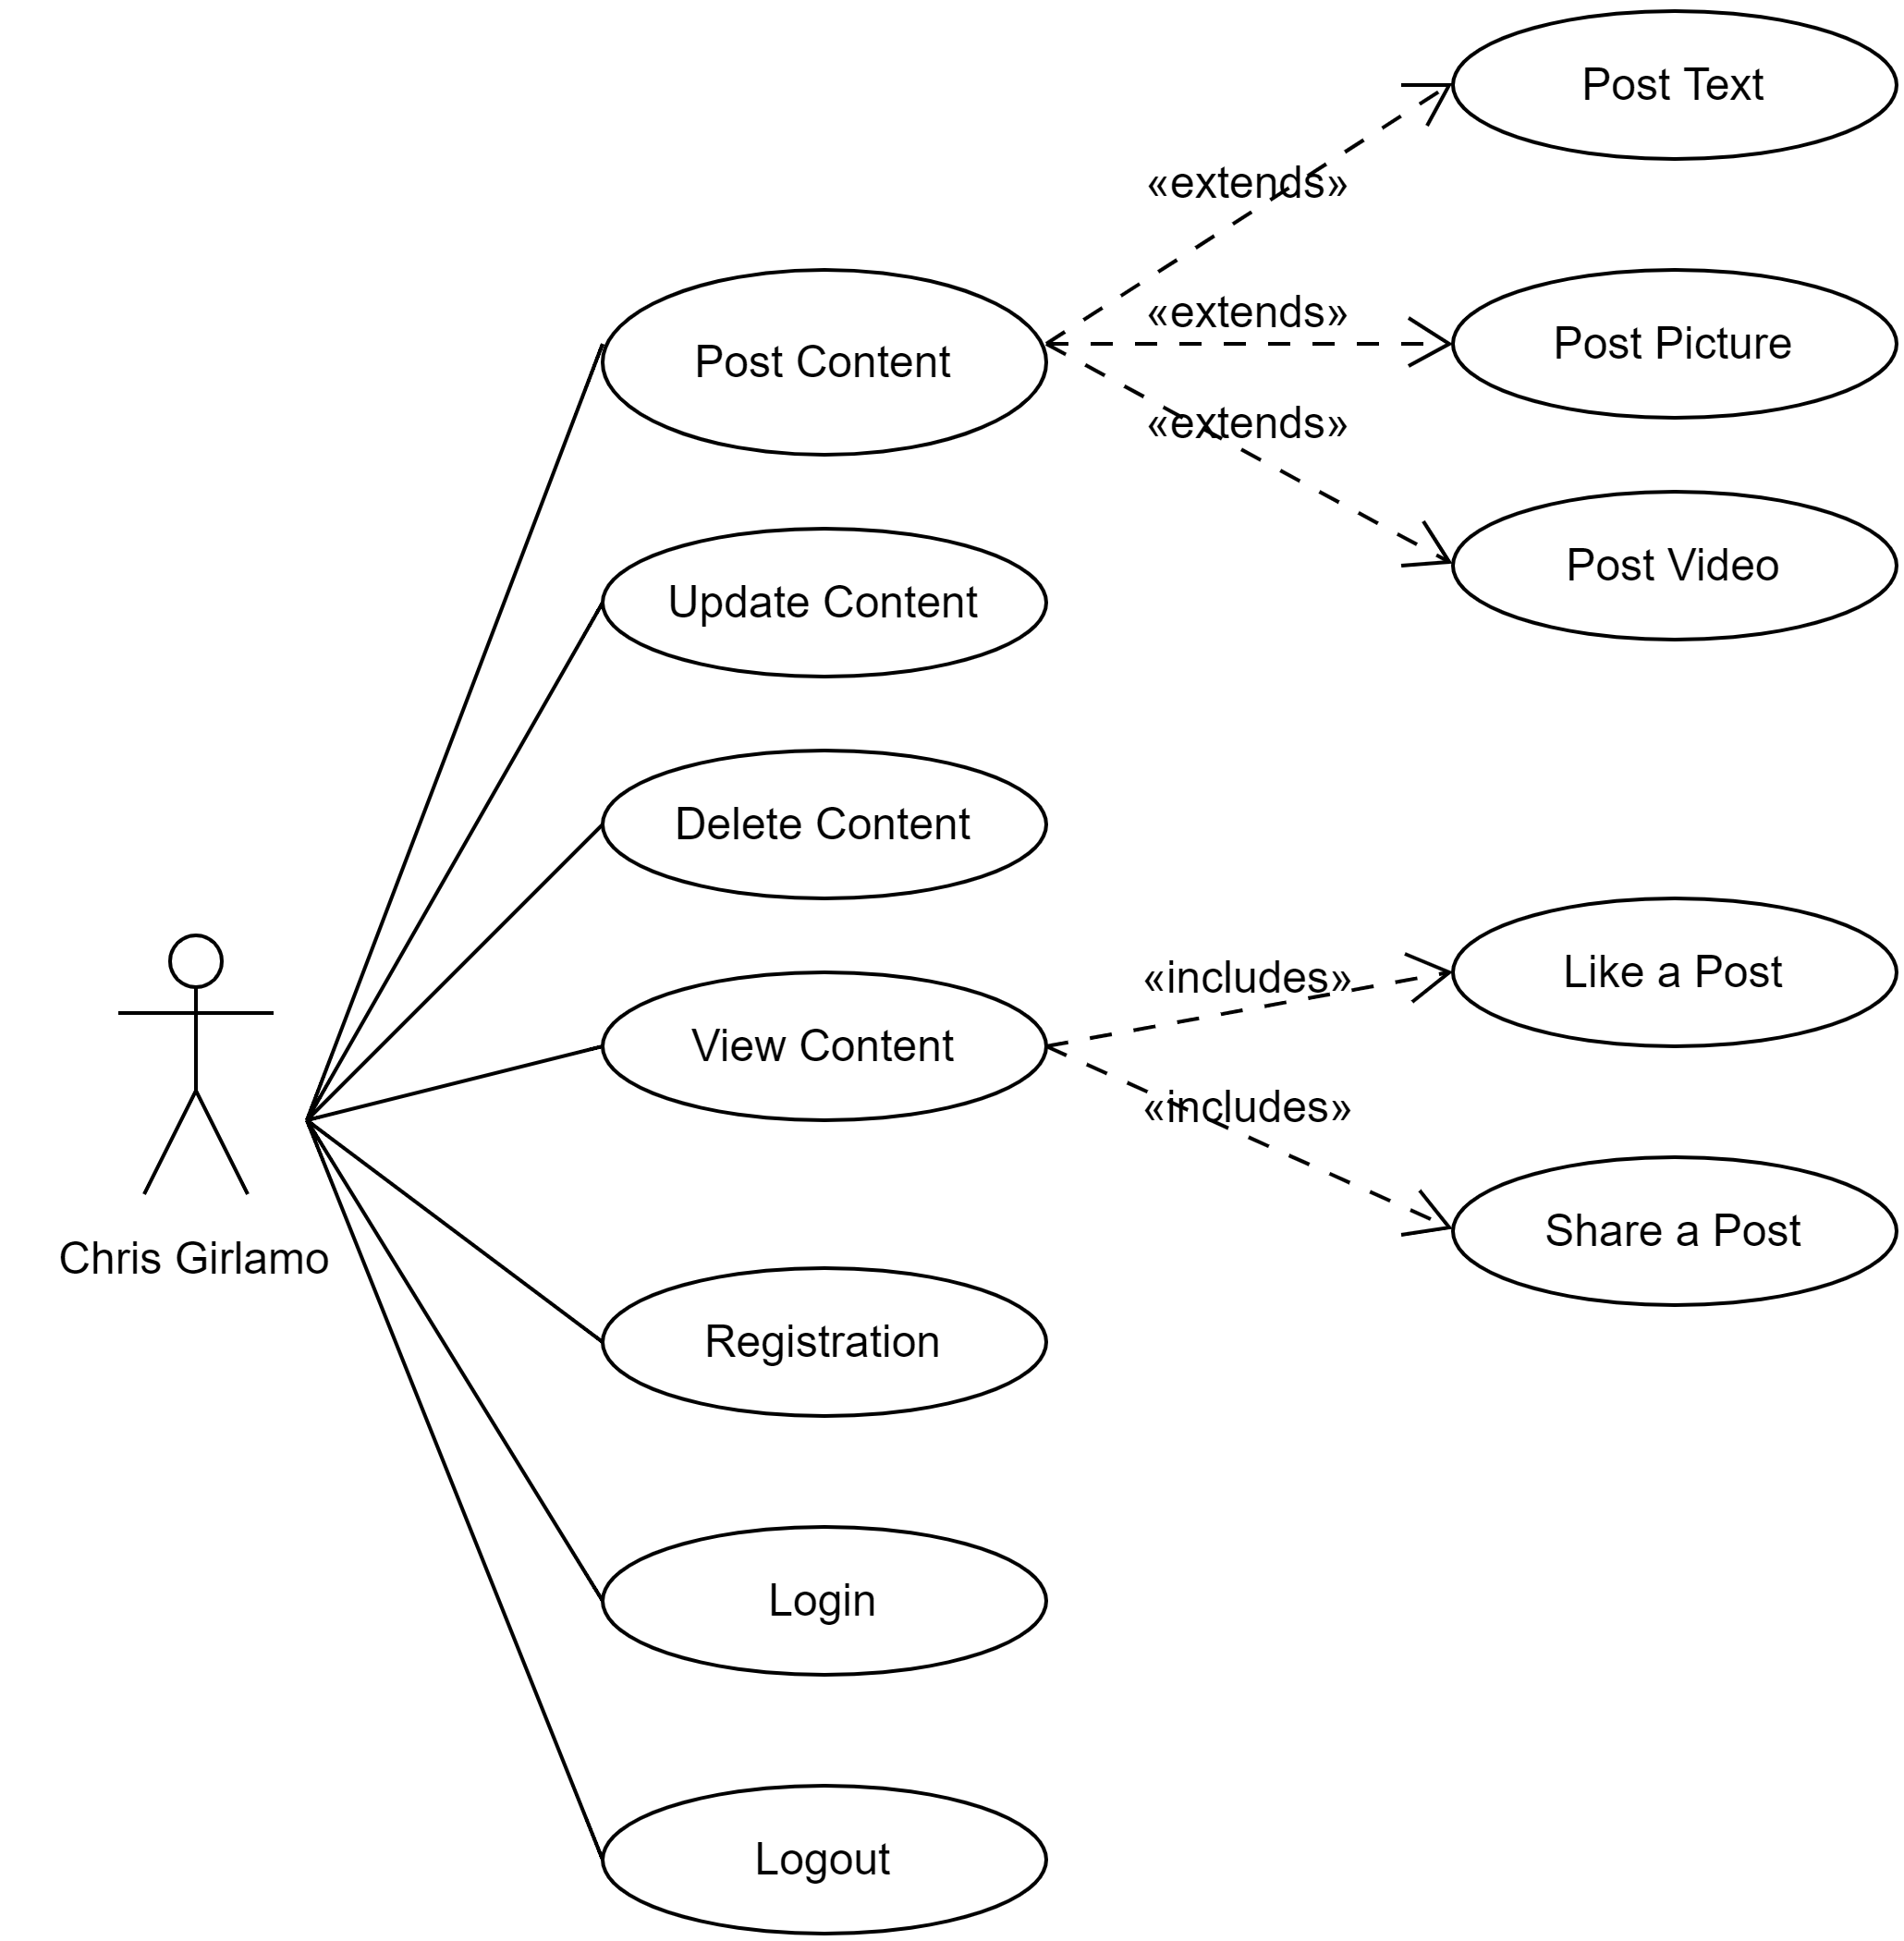 Post Text
«extends»
Post Content
«extends»
Post Picture
«extends»
Post Video
Update Content
Delete Content
View Content
«includes»
Like a Post
«includes»
Share a Post
Chris Girlamo
Registration
Login
Logout